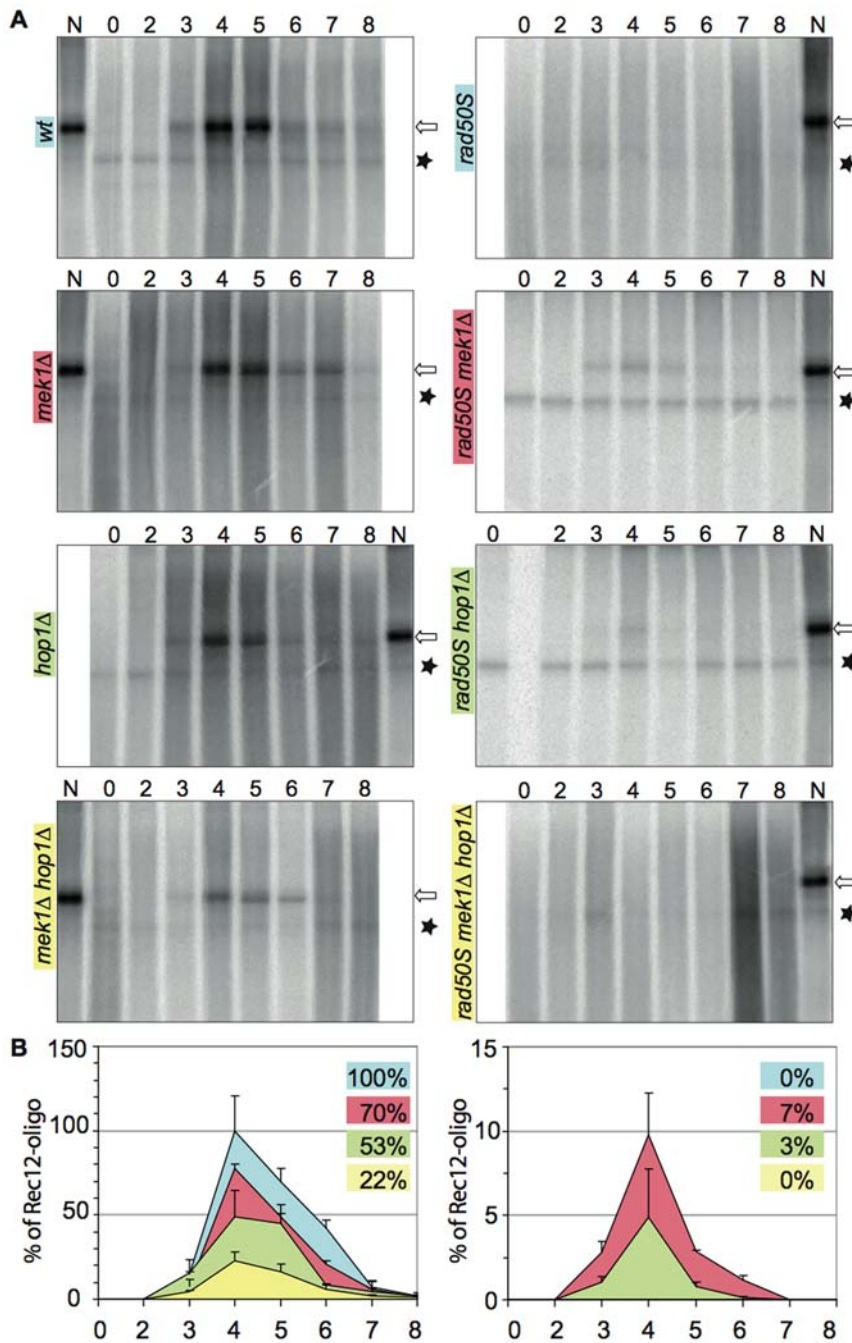 A
N 0 2 3 4 5 6 7 8
wt
0 2 3 4 5 6 7 8 N
rad50S
N 0 2 3 4 5 6 7 8
mek1Δ
0 2 3 4 5 6 7 8 N
rad50S mek1Δ
0 2 3 4 5 6 7 8 N
hop1Δ
0 2 3 4 5 6 7 8 N
rad50S hop1Δ
N 0 2 3 4 5 6 7 8
mek1Δ hop1Δ
0 2 3 4 5 6 7 8 N
rad50S mek1Δ hop1Δ
B
% of Rec12-oligo
150
100
50
0
100%
70%
53%
22%
0 1 2 3 4 5 6 7 8
% of Rec12-oligo
15
10
5
0
0%
7%
3%
0%
0 1 2 3 4 5 6 7 8